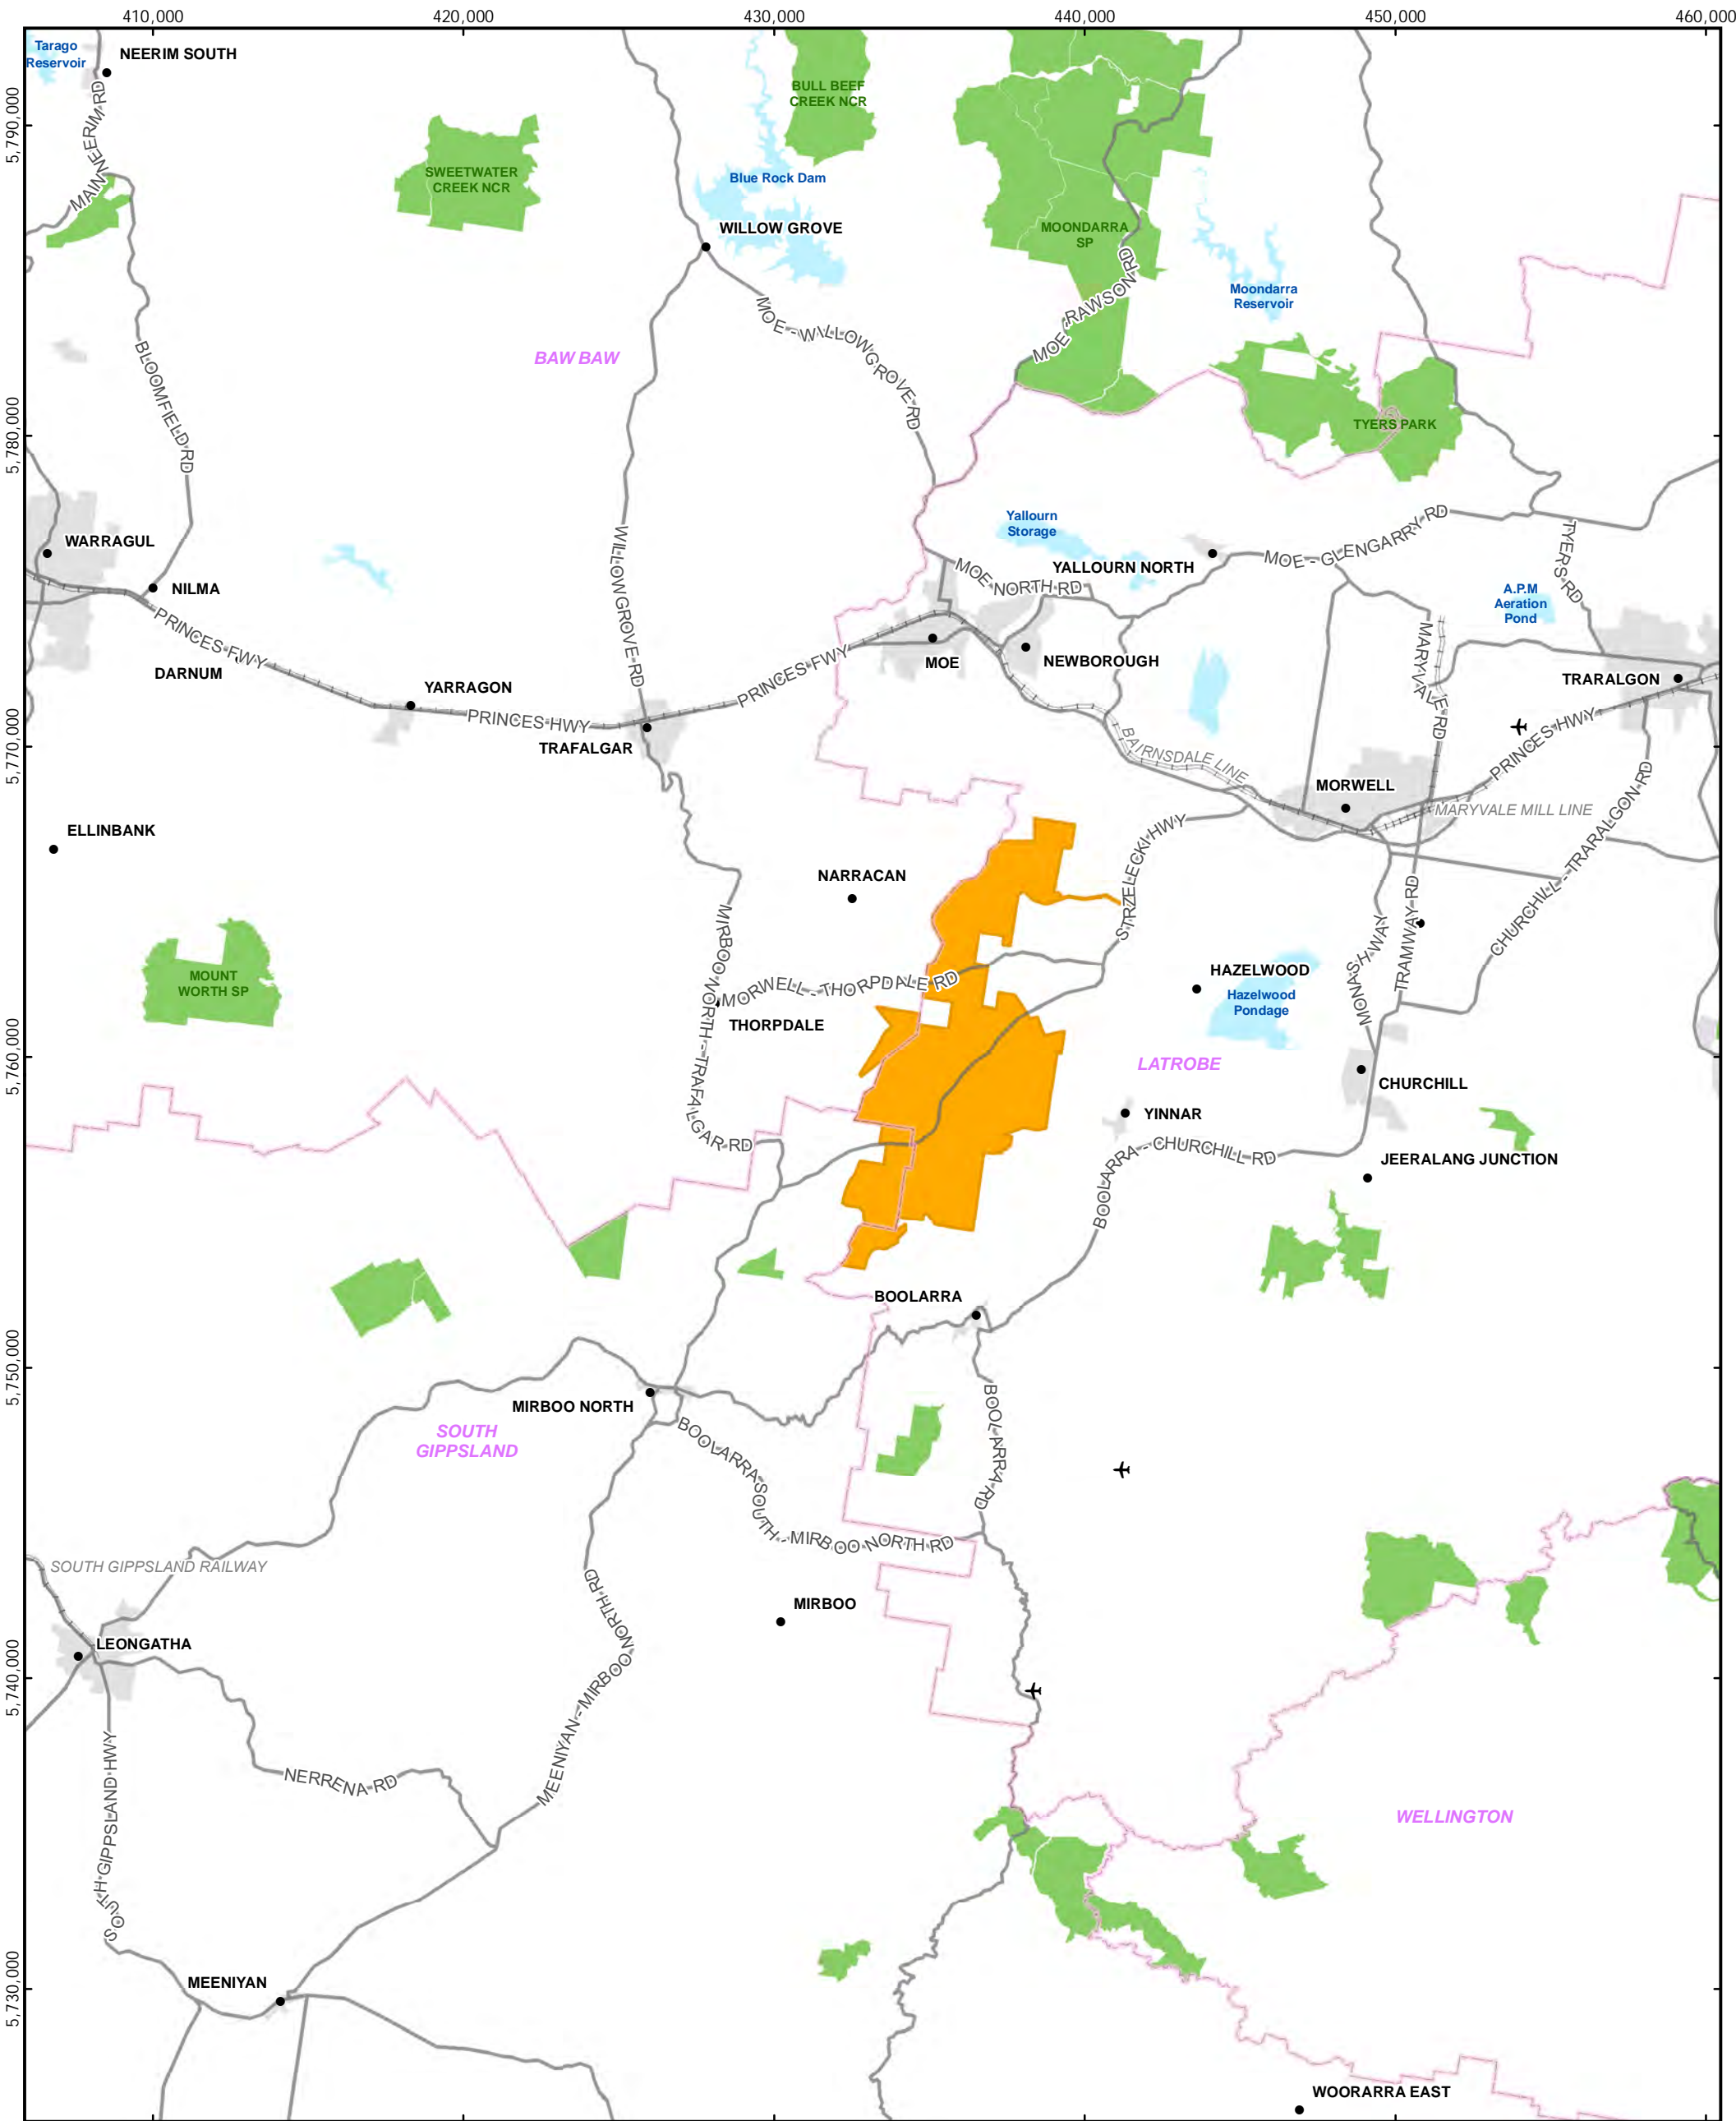 410,000
420,000
430,000
440,000
450,000
460,000
Tarago
Reservoir
NEERIM SOUTH
MAIN NEERIM RD
BULL BEEF
CREEK NCR
5,790,000
SWEETWATER
CREEK NCR
Blue Rock Dam
WILLOW GROVE
MOONDARRA
SP
Moondarra
Reservoir
MOE - WILLOW GROVE RD
MOE RAWSON RD
BAW BAW
BLOOMFIELD RD
TYERS PARK
5,780,000
Yallourn
Storage
MOE - GLENGARRY RD
TYERS RD
WARRAGUL
NILMA
WILLOWGROVE RD
MOE NORTH RD
YALLOURN NORTH
A.P.M
Aeration
Pond
PRINCES FWY
DARNUM
YARRAGON
PRINCES HWY
TRAFALGAR
PRINCES FWY
MOE
NEWBOROUGH
MARYVALE RD
TRARALGON
PRINCES HWY
5,770,000
BAIRNSDALE LINE
MORWELL
MARYVALE MILL LINE
ELLINBANK
NARRACAN
STRZELECKI HWY
CHURCHILL - TRARALGON RD
MIRBOO NORTH - TRAFALGAR RD
MORWELL - THORPDALE RD
THORPDALE
MONASH WAY
TRAMWAY RD
HAZELWOOD
Hazelwood
Pondage
MOUNT
WORTH SP
5,760,000
LATROBE
CHURCHILL
YINNAR
BOOLARRA - CHURCHILL RD
JEERALANG JUNCTION
BOOLARRA
5,750,000
MIRBOO NORTH
SOUTH
GIPPSLAND
BOOLARRA SOUTH - MIRBOO NORTH RD
BOOLARRA RD
SOUTH GIPPSLAND RAILWAY
MEENIYAN - MIRBOO NORTH RD
MIRBOO
LEONGATHA
5,740,000
SOUTH GIPPSLAND HWY
NERRENA RD
WELLINGTON
MEENIYAN
5,730,000
WOORARRA EAST